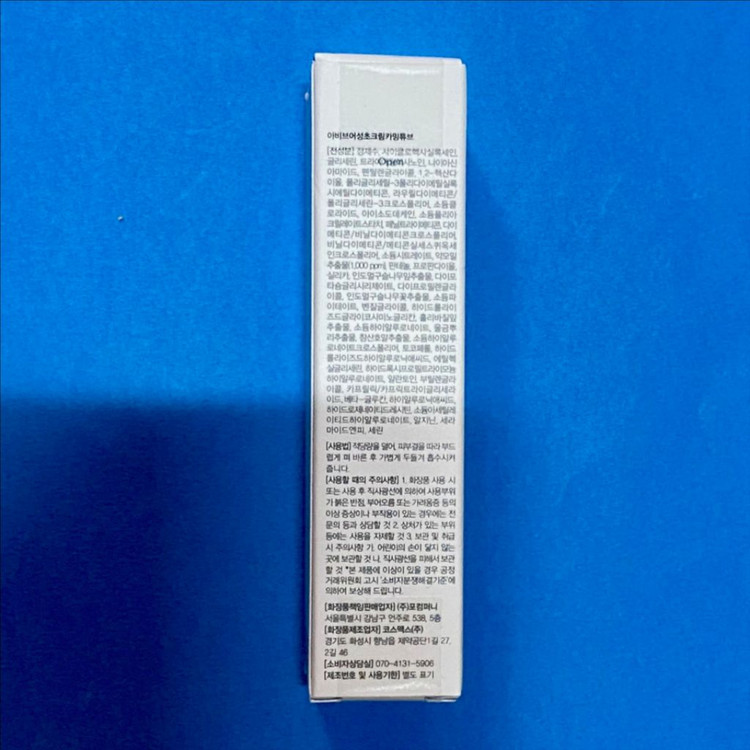 아비브어성초크림카밍튜브
[전성분] 정제수, 사이클로헥사실록세인,
Open
글리세린, 트라이 사노인, 나이아신
아마이드, 펜틸렌글라이콜, 1,2-헥산다
이올, 폴리글리세릴-3폴리다이메틸실록
시에틸다이메티콘, 라우릴다이메티콘/
폴리글리세린-3크로스폴리머, 소듐클
로라이드, 아이소도데케인, 소듐폴리아
크릴레이트스타치, 페닐트라이메티콘, 다이
메티콘/비닐다이메티콘크로스폴리머,
비닐다이메티콘/메티콘실세스퀴옥세
인크로스폴리머, 소듐시트레이트, 약모밀
추출물(1,000 ppm), 판테놀, 프로판다이올,
실리카, 인도멀구슬나무잎추출물, 다이포
타슘글리시리제이트, 다이프로필렌글라
이콜, 인도멀구슬나무꽃추출물, 소듐파
이테이트, 벤질글라이콜, 하이드롤라이
즈드글라이코사미노글리칸, 홀리바질잎
추출물, 소듐하이알루로네이트, 울금뿌
리추출물, 참산호말추출물, 소듐하이알루
로네이트크로스폴리머, 토코페롤, 하이드
롤라이즈드하이알루로닉애씨드, 에틸헥
실글리세린, 하이드록시프로필트라이모늄
하이알루로네이트, 알란토인, 부틸렌글라
이콜, 카프릴릭/카프릭트라이글리세라이
드, 베타-글루칸, 하이알루로닉애씨드,
하이드로제네이티드레시틴, 소듐아세틸레
이티드하이알루로네이트, 알지닌, 세라
마이드엔피, 세린
[사용법] 적당량을 덜어, 피부결을 따라 부드
럽게 펴 바른 후 가볍게 두들겨 흡수시켜
줍니다.
[사용할 때의 주의사항] 1. 화장품 사용 시
또는 사용 후 직사광선에 의하여 사용부위
가 붉은 반점, 부어오름 또는 가려움증 등의
이상 증상이나 부작용이 있는 경우에는 전
문의 등과 상담할 것 2. 상처가 있는 부위
등에는 사용을 자제할 것 3. 보관 및 취급
시 주의사항 가. 어린이의 손이 닿지 않는
곳에 보관할 것 나. 직사광선을 피해서 보관
할 것 *본 제품에 이상이 있을 경우 공정
거래위원회 고시 '소비자분쟁해결기준'에
의하여 보상해 드립니다.
[화장품책임판매업자] (주)포컴퍼니
서울특별시 강남구 언주로 538, 5층
[화장품제조업자] 코스맥스(주)
경기도 화성시 향남읍 제약공단1길 27,
2길 46
[소비자상담실] 070-4131-5906
[제조번호 및 사용기한] 별도 표기